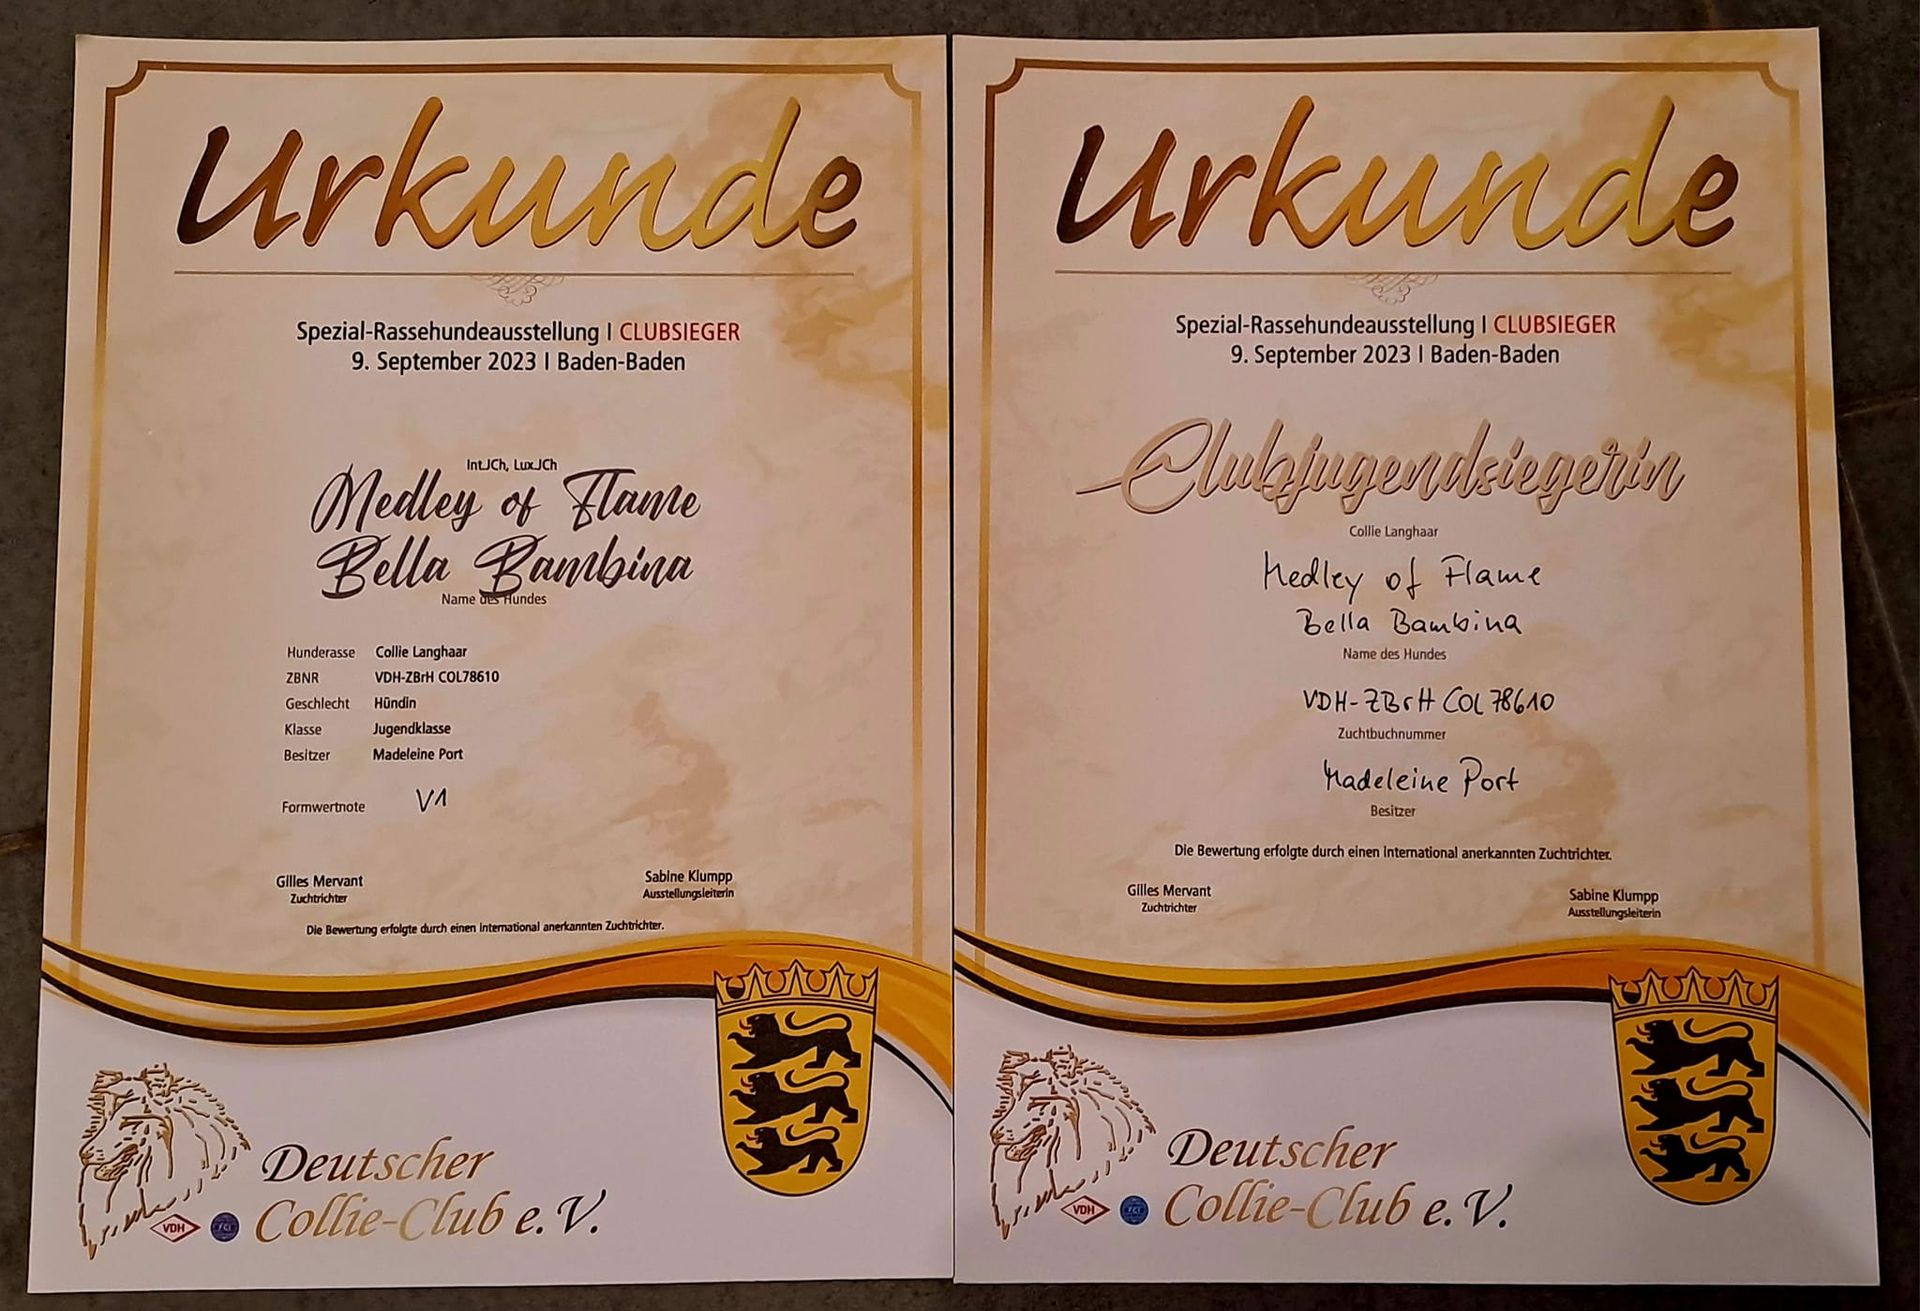 Urkunde
Spezial-Rassehundeausstellung | CLUBSIEGER
9. September 2023 | Baden-Baden
Int.JCh, Lux.JCh
Medley of Flame
Bella Bambina
Name des Hundes
Hunderasse Collie Langhaar
ZBNR VDH-ZBrH COL78610
Geschlecht Hündin
Klasse Jugendklasse
Besitzer Madeleine Port
Formwertnote V1
Gilles Mervant Sabine Klumpp
Zuchtrichter Ausstellungsleiterin
Die Bewertung erfolgte durch einen International anerkannten Zuchtrichter.
Deutscher
VDH FCI Collie-Club e. V.
Urkunde
Spezial-Rassehundeausstellung | CLUBSIEGER
9. September 2023 | Baden-Baden
Clubjugendsiegerin
Collie Langhaar
Medley of Flame
Bella Bambina
Name des Hundes
VDH-ZBrH COL 78610
Zuchtbuchnummer
Madeleine Port
Besitzer
Die Bewertung erfolgte durch einen International anerkannten Zuchtrichter.
Gilles Mervant Sabine Klumpp
Zuchtrichter Ausstellungsleiterin
Deutscher
VDH Collie-Club e. V.